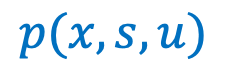 p(x, s, u)